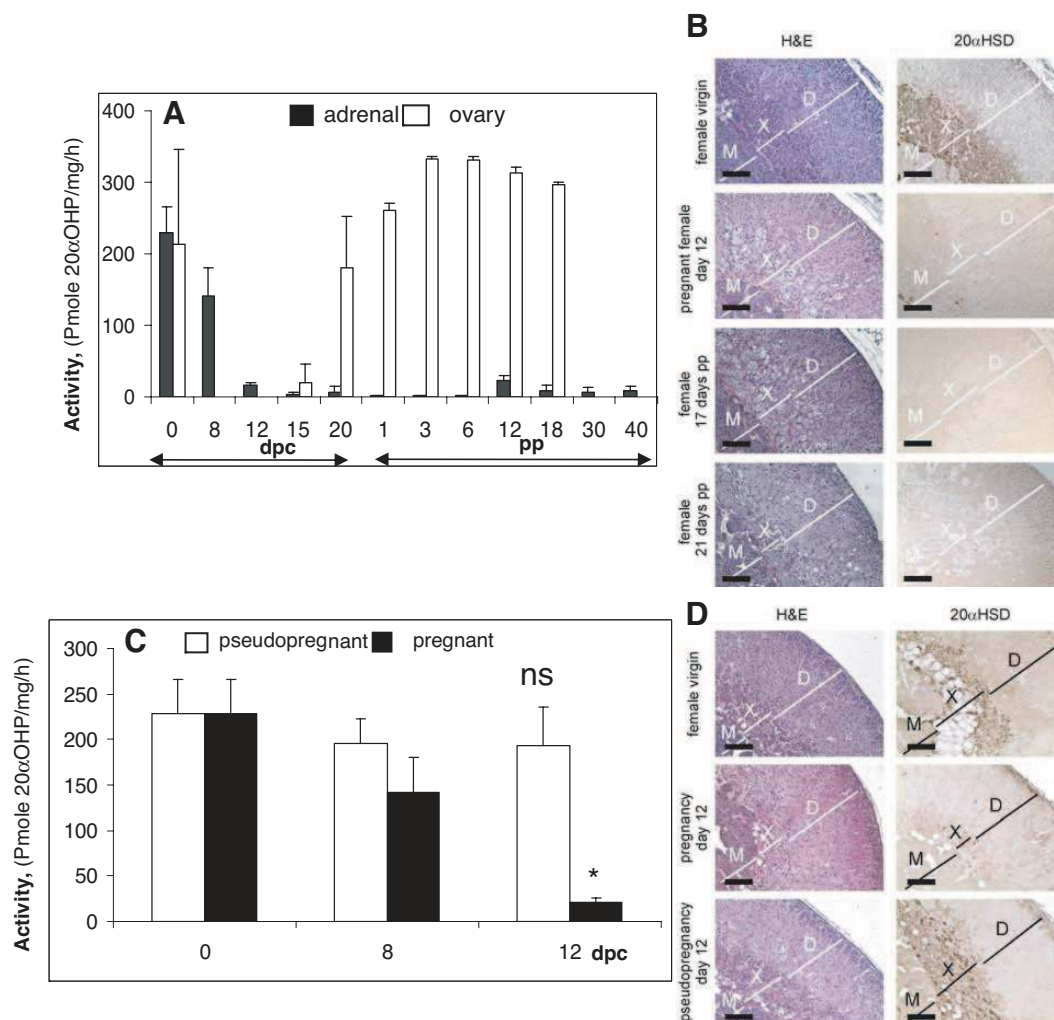 A
adrenal ovary
Activity, (Pmole 20αOHP/mg/h)
400
300
200
100
0
0 8 12 15 20 1 3 6 12 18 30 40
dpc pp
B
H&E 20αHSD
female virgin
D D
X X
M M
pregnant female
day 12
D D
X X
M M
female
17 days pp
D D
X X
M M
female
21 days pp
D D
X X
M M
C
pseudopregnant pregnant
Activity, (Pmole 20αOHP/mg/h)
300
250
200
150
100
50
0
ns
*
0 8 12 dpc
D
H&E 20αHSD
female virgin
D D
X X
M M
pregnancy
day 12
D D
X X
M M
pseudopregnancy
day 12
D D
X X
M M